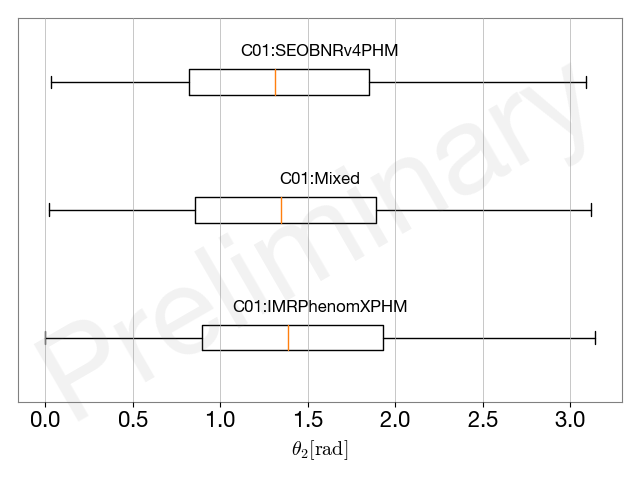 C01:SEOBNRv4PHM
C01:Mixed
C01:IMRPhenomXPHM
Preliminary
0.0 0.5 1.0 1.5 2.0 2.5 3.0
θ₂[rad]